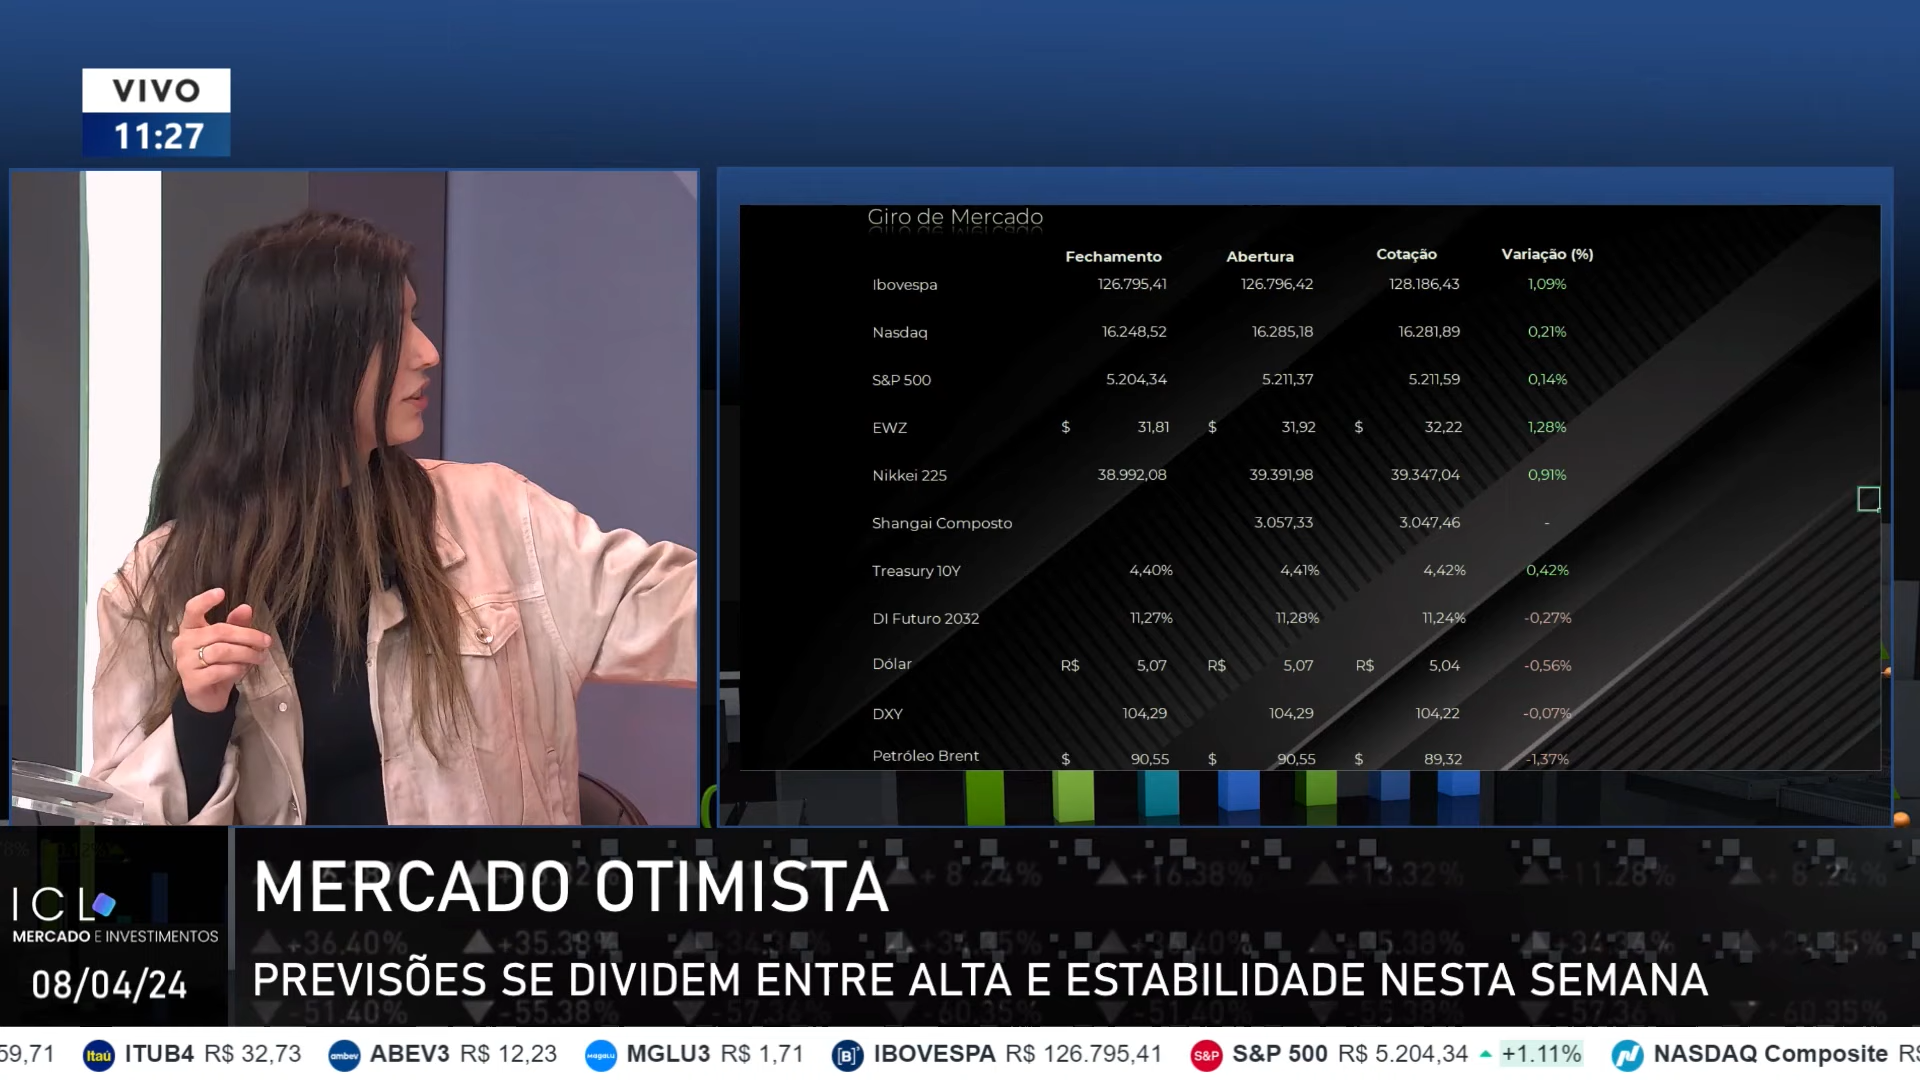 VIVO
11:27
Giro de Mercado
Fechamento Abertura Cotação Variação (%)
Ibovespa 126.795,41 126.796,42 128.186,43 1,09%
Nasdaq 16.248,52 16.285,18 16.281,89 0,21%
S&P 500 5.204,34 5.211,37 5.211,59 0,14%
EWZ $ 31,81 $ 31,92 $ 32,22 1,28%
Nikkei 225 38.992,08 39.391,98 39.347,04 0,91%
Shangai Composto 3.057,33 3.047,46 -
Treasury 10Y 4,40% 4,41% 4,42% 0,42%
DI Futuro 2032 11,27% 11,28% 11,24% -0,27%
Dólar R$ 5,07 R$ 5,07 R$ 5,04 -0,56%
DXY 104,29 104,29 104,22 -0,07%
Petróleo Brent $ 90,55 $ 90,55 $ 89,32 -1,37%
ICL
MERCADO E INVESTIMENTOS
08/04/24
MERCADO OTIMISTA
PREVISÕES SE DIVIDEM ENTRE ALTA E ESTABILIDADE NESTA SEMANA
59,71 Itaú ITUB4 R$ 32,73 ambev ABEV3 R$ 12,23 MagaLu MGLU3 R$ 1,71 [B] IBOVESPA R$ 126.795,41 S&P S&P 500 R$ 5.204,34 +1.11% NASDAQ Composite R$